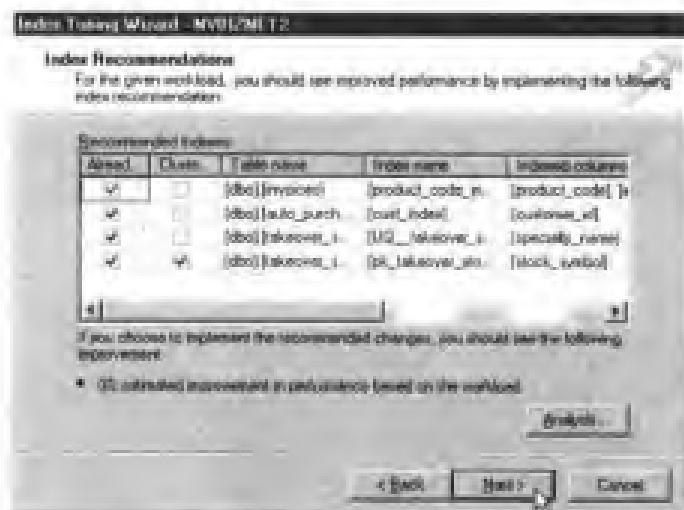 Index Tuning Wizard - NV0SZNET2
Index Recommendations
For the given workload, you should see improved performance by implementing the following
index recommendation
Recommended Indexes:
Alread... Cluste... Table name Index name Indexed columns
[dbo].[invoices] [product_code_in... [product_code],
[dbo].[auto_purch... [cust_index] [customer_id]
[dbo].[takeover_s... [UQ__takeover_s... [specialty_name]
[dbo].[takeover_s... [pk_takeover_sto... [stock_symbol]
If you choose to implement the recommended changes, you should see the following
improvement:
estimated improvement in performance based on the workload.
Analysis...
< Back Next > Cancel